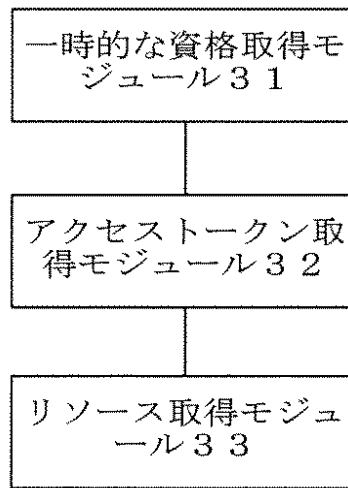 一時的な資格取得モ
ジュール３１
アクセストークン取
得モジュール３２
リソース取得モジュ
ール３３